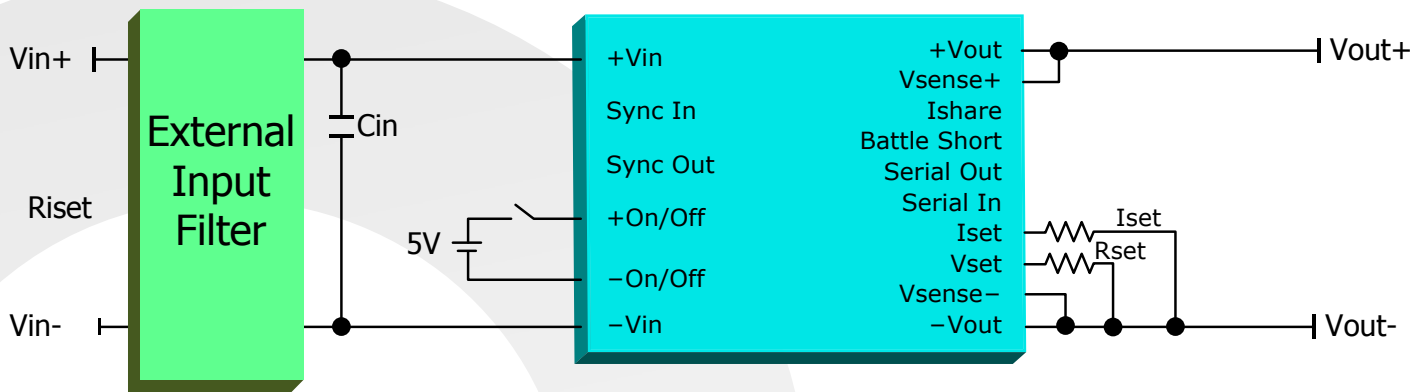 Vin+
Riset
Vin-
External
Input
Filter
Cin
5V
+Vin
Sync In
Sync Out
+On/Off
−On/Off
−Vin
+Vout
Vsense+
Ishare
Battle Short
Serial Out
Serial In
Iset
Vset
Vsense−
−Vout
Iset
Rset
Vout+
Vout-